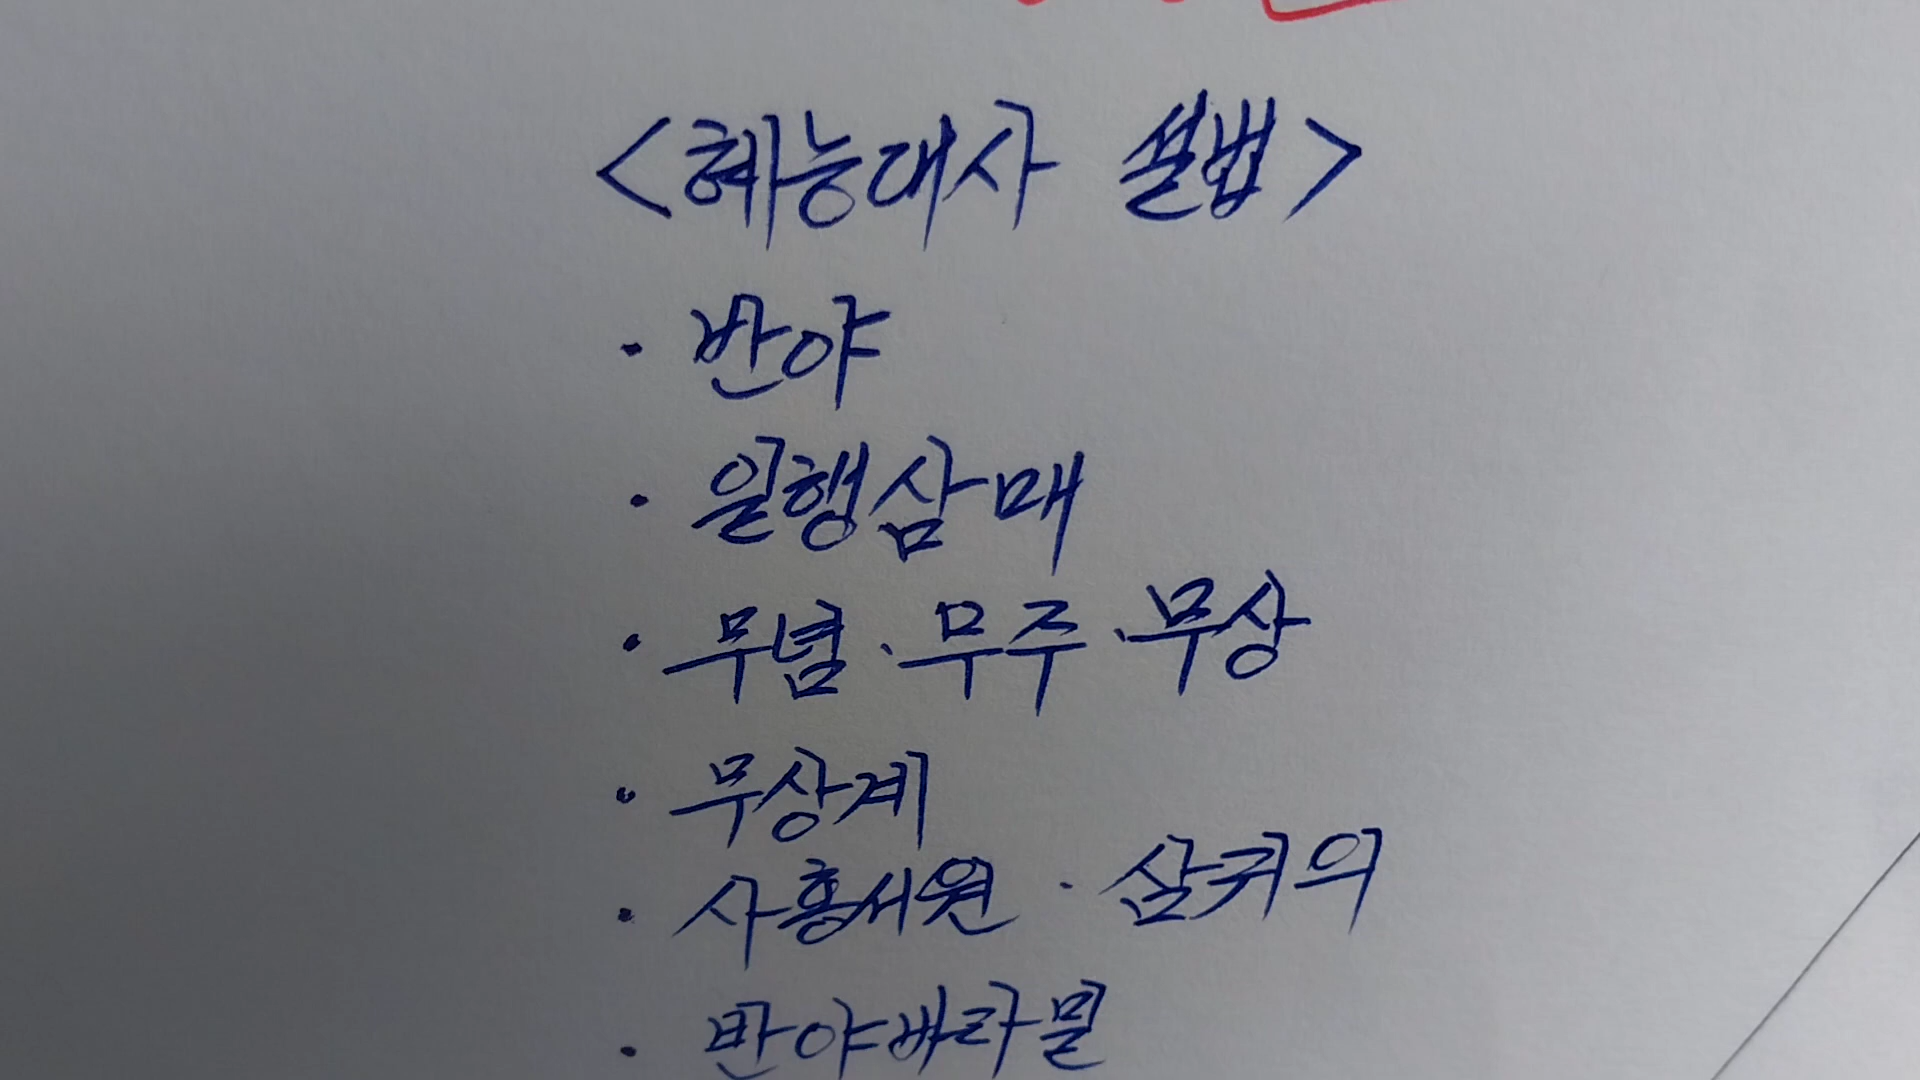 <혜능대사 설법>
· 반야
· 일행삼매
· 무념 · 무주 · 무상
· 무상계
· 사홍서원 · 삼귀의
· 반야바라밀